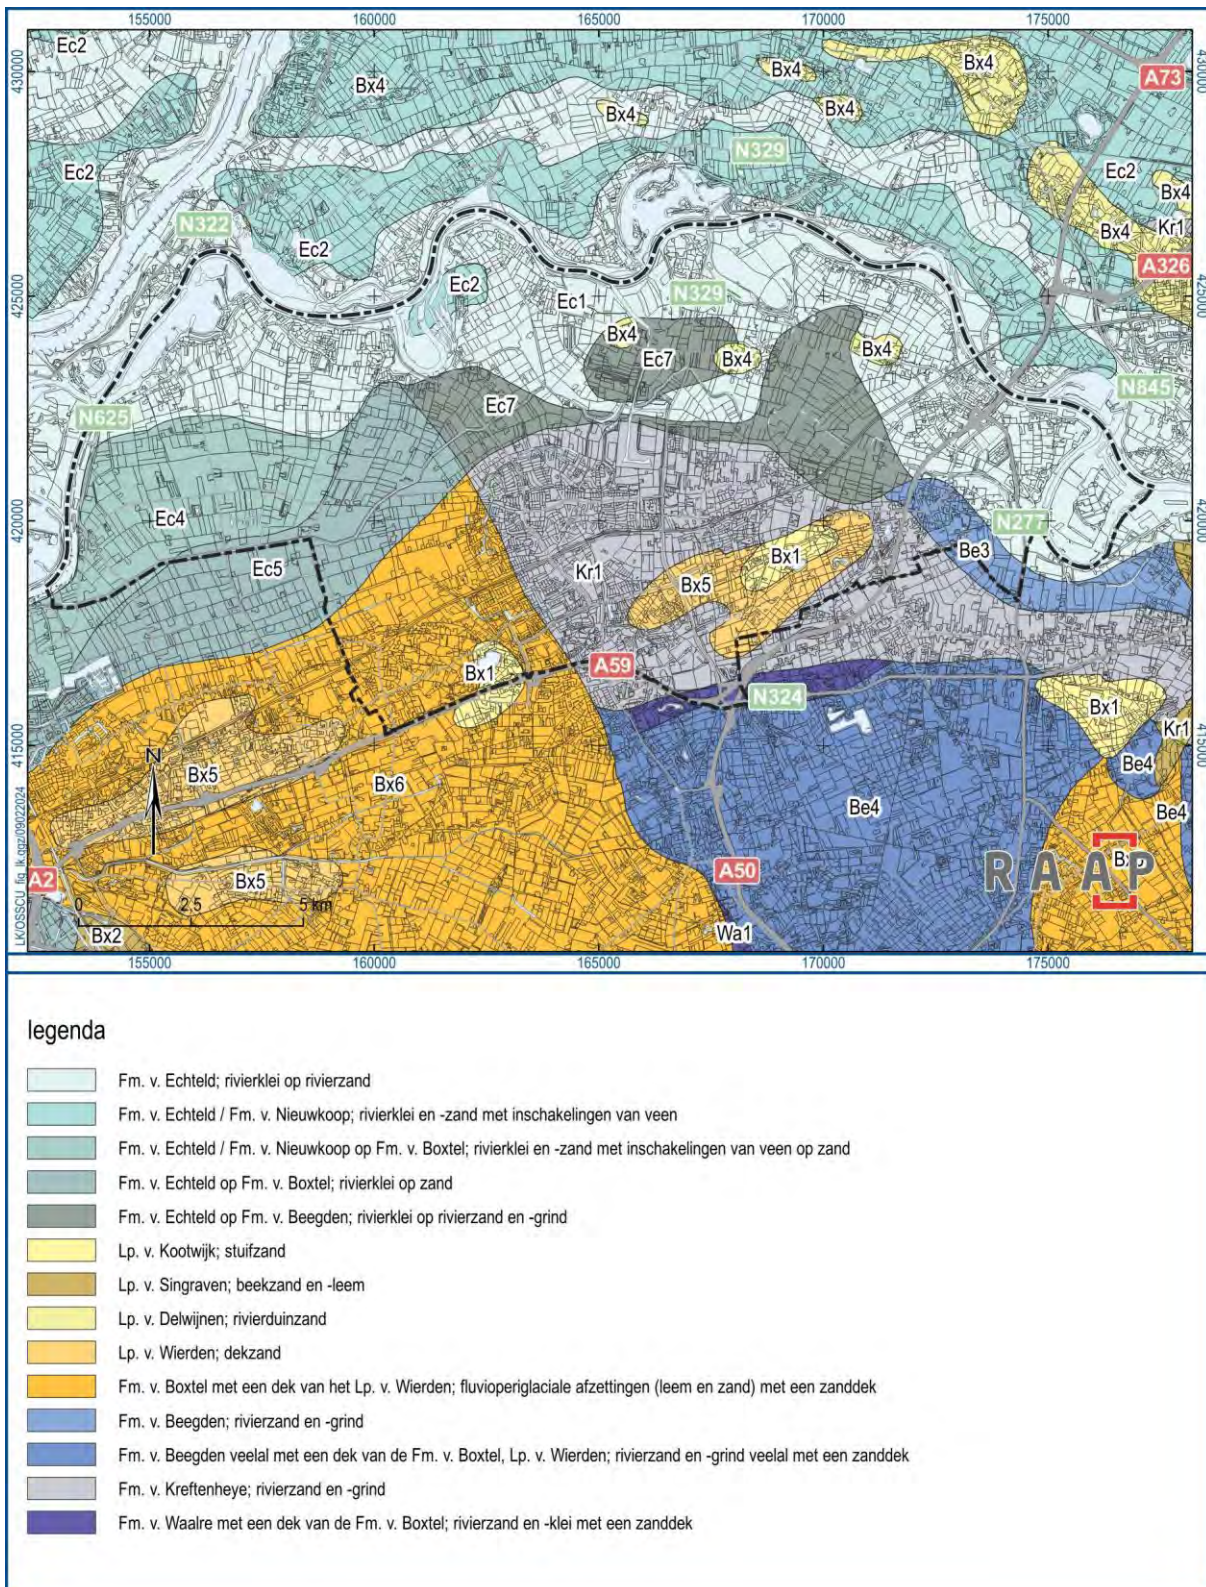 155000 160000 165000 170000 175000
430000 430000
Ec2
Bx4
Bx4
Bx4
A73
Bx4
Bx4
N329
Ec2
Ec2
Bx4
N322
Bx4
Kr1
Ec2
A326
425000 425000
Ec2
Ec1
N329
Bx4
Ec7
Bx4
Bx4
N845
Ec7
N625
420000 420000
Ec4
N277
Be3
Bx1
Ec5
Kr1
Bx5
Bx1
A59
N324
Bx1
Kr1
415000 415000
N
Bx5
Bx6
Be4
Be4
Be4
A2
Bx5
A50
Bx
RAAP
0 2.5 5 km
Bx2
Wa1
LK/OSSCU_fig_lk.qgz/09022024
155000 160000 165000 170000 175000
legenda
Fm. v. Echteld; rivierklei op rivierzand
Fm. v. Echteld / Fm. v. Nieuwkoop; rivierklei en -zand met inschakelingen van veen
Fm. v. Echteld / Fm. v. Nieuwkoop op Fm. v. Boxtel; rivierklei en -zand met inschakelingen van veen op zand
Fm. v. Echteld op Fm. v. Boxtel; rivierklei op zand
Fm. v. Echteld op Fm. v. Beegden; rivierklei op rivierzand en -grind
Lp. v. Kootwijk; stuifzand
Lp. v. Singraven; beekzand en -leem
Lp. v. Delwijnen; rivierduinzand
Lp. v. Wierden; dekzand
Fm. v. Boxtel met een dek van het Lp. v. Wierden; fluvioperiglaciale afzettingen (leem en zand) met een zanddek
Fm. v. Beegden; rivierzand en -grind
Fm. v. Beegden veelal met een dek van de Fm. v. Boxtel, Lp. v. Wierden; rivierzand en -grind veelal met een zanddek
Fm. v. Kreftenheye; rivierzand en -grind
Fm. v. Waalre met een dek van de Fm. v. Boxtel; rivierzand en -klei met een zanddek